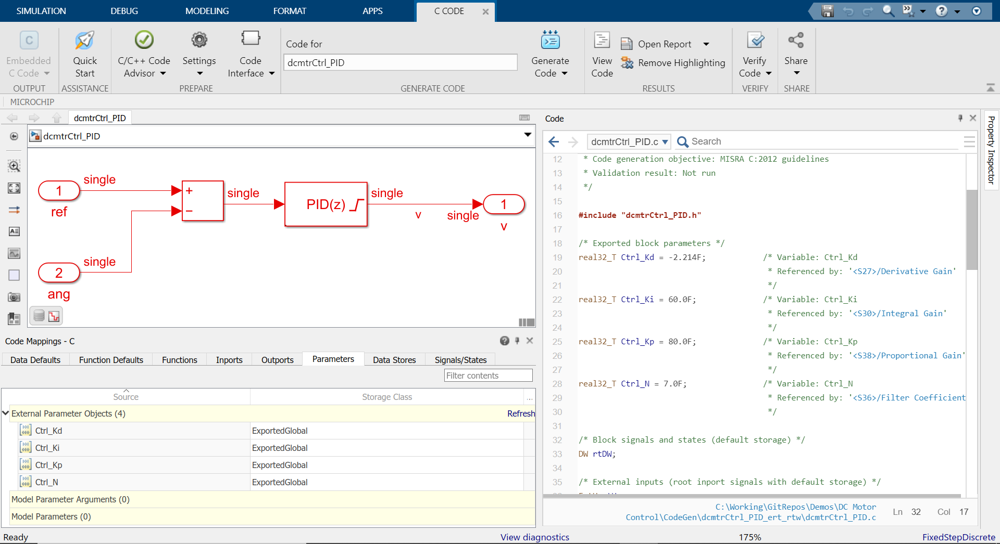 SIMULATION DEBUG MODELING FORMAT APPS C CODE
Embedded C Code
OUTPUT
Quick Start
ASSISTANCE
C/C++ Code Advisor
Settings
Code Interface
PREPARE
Code for
dcmtrCtrl_PID
Generate Code
GENERATE CODE
View Code
Open Report
Remove Highlighting
RESULTS
Verify Code
VERIFY
Share
SHARE
MICROCHIP
dcmtrCtrl_PID
dcmtrCtrl_PID
1
ref
single
2
ang
single
+
−
single
PID(z)
single
v
single
1
v
Code Mappings - C
Data Defaults Function Defaults Functions Inports Outports Parameters Data Stores Signals/States
Filter contents
Source Storage Class ...
External Parameter Objects (4) Refresh
Ctrl_Kd ExportedGlobal
Ctrl_Ki ExportedGlobal
Ctrl_Kp ExportedGlobal
Ctrl_N ExportedGlobal
Model Parameter Arguments (0)
Model Parameters (0)
Code
dcmtrCtrl_PID.c Search
12 * Code generation objective: MISRA C:2012 guidelines
13 * Validation result: Not run
14 */
15
16 #include "dcmtrCtrl_PID.h"
17
18 /* Exported block parameters */
19 real32_T Ctrl_Kd = -2.214F; /* Variable: Ctrl_Kd
20 * Referenced by: '<S27>/Derivative Gain'
21 */
22 real32_T Ctrl_Ki = 60.0F; /* Variable: Ctrl_Ki
23 * Referenced by: '<S30>/Integral Gain'
24 */
25 real32_T Ctrl_Kp = 80.0F; /* Variable: Ctrl_Kp
26 * Referenced by: '<S38>/Proportional Gain'
27 */
28 real32_T Ctrl_N = 7.0F; /* Variable: Ctrl_N
29 * Referenced by: '<S36>/Filter Coefficient
30 */
31
32 /* Block signals and states (default storage) */
33 DW rtDW;
34
35 /* External inputs (root inport signals with default storage) */
C:\Working\GitRepos\Demos\DC Motor
Control\CodeGen\dcmtrCtrl_PID_ert_rtw\dcmtrCtrl_PID.c
Ln 32 Col 17
Property Inspector
Ready View diagnostics 175% FixedStepDiscrete